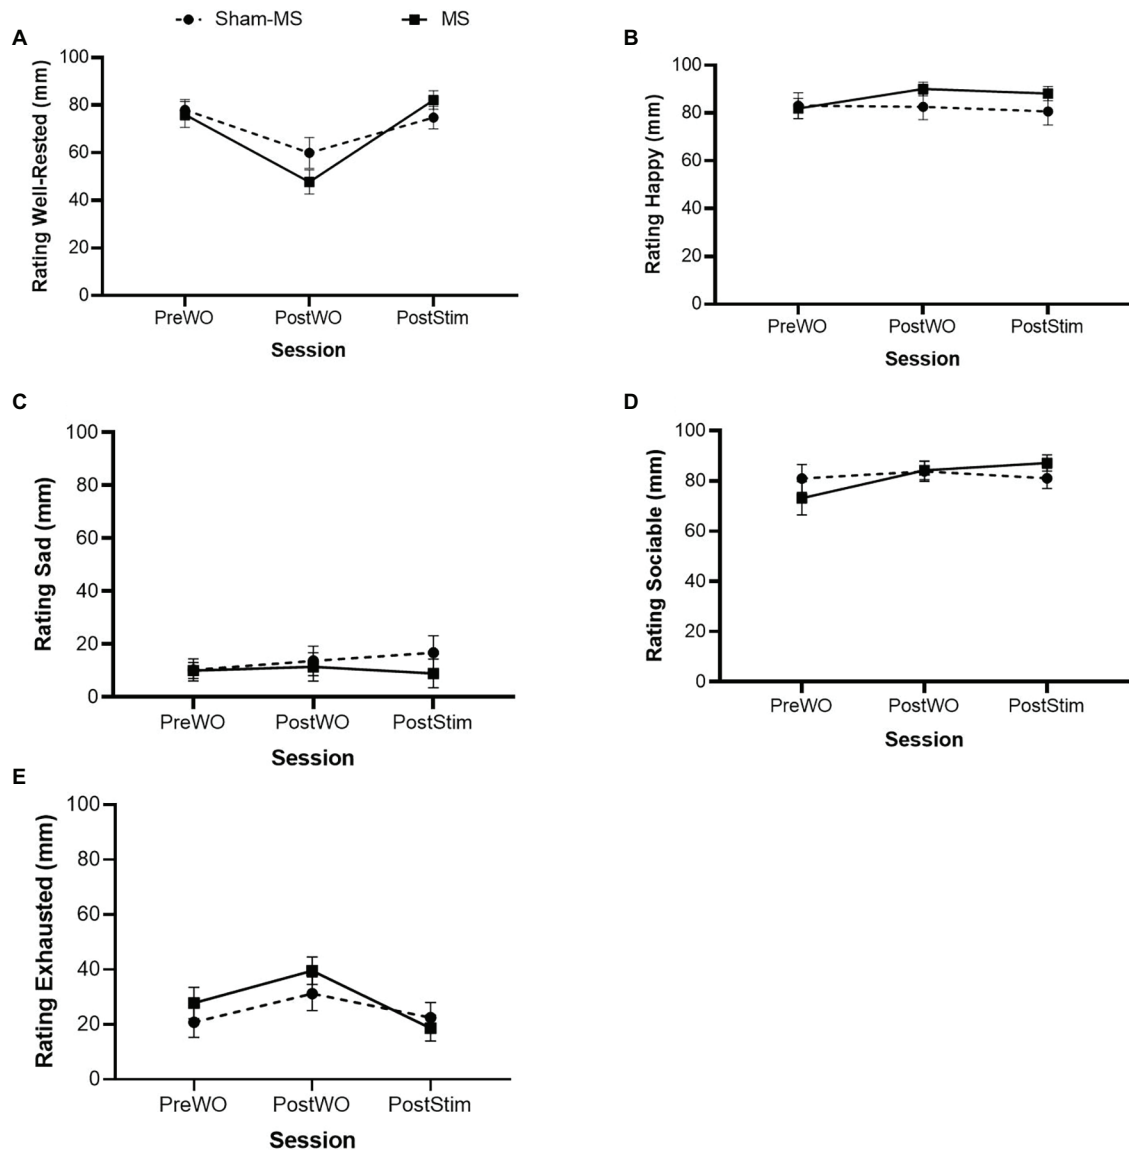 Sham-MS MS
A
Rating Well-Rested (mm)
100
80
60
40
20
0
PreWO PostWO PostStim
Session
B
Rating Happy (mm)
100
80
60
40
20
0
PreWO PostWO PostStim
Session
C
Rating Sad (mm)
100
80
60
40
20
0
PreWO PostWO PostStim
Session
D
Rating Sociable (mm)
100
80
60
40
20
0
PreWO PostWO PostStim
Session
E
Rating Exhausted (mm)
100
80
60
40
20
0
PreWO PostWO PostStim
Session